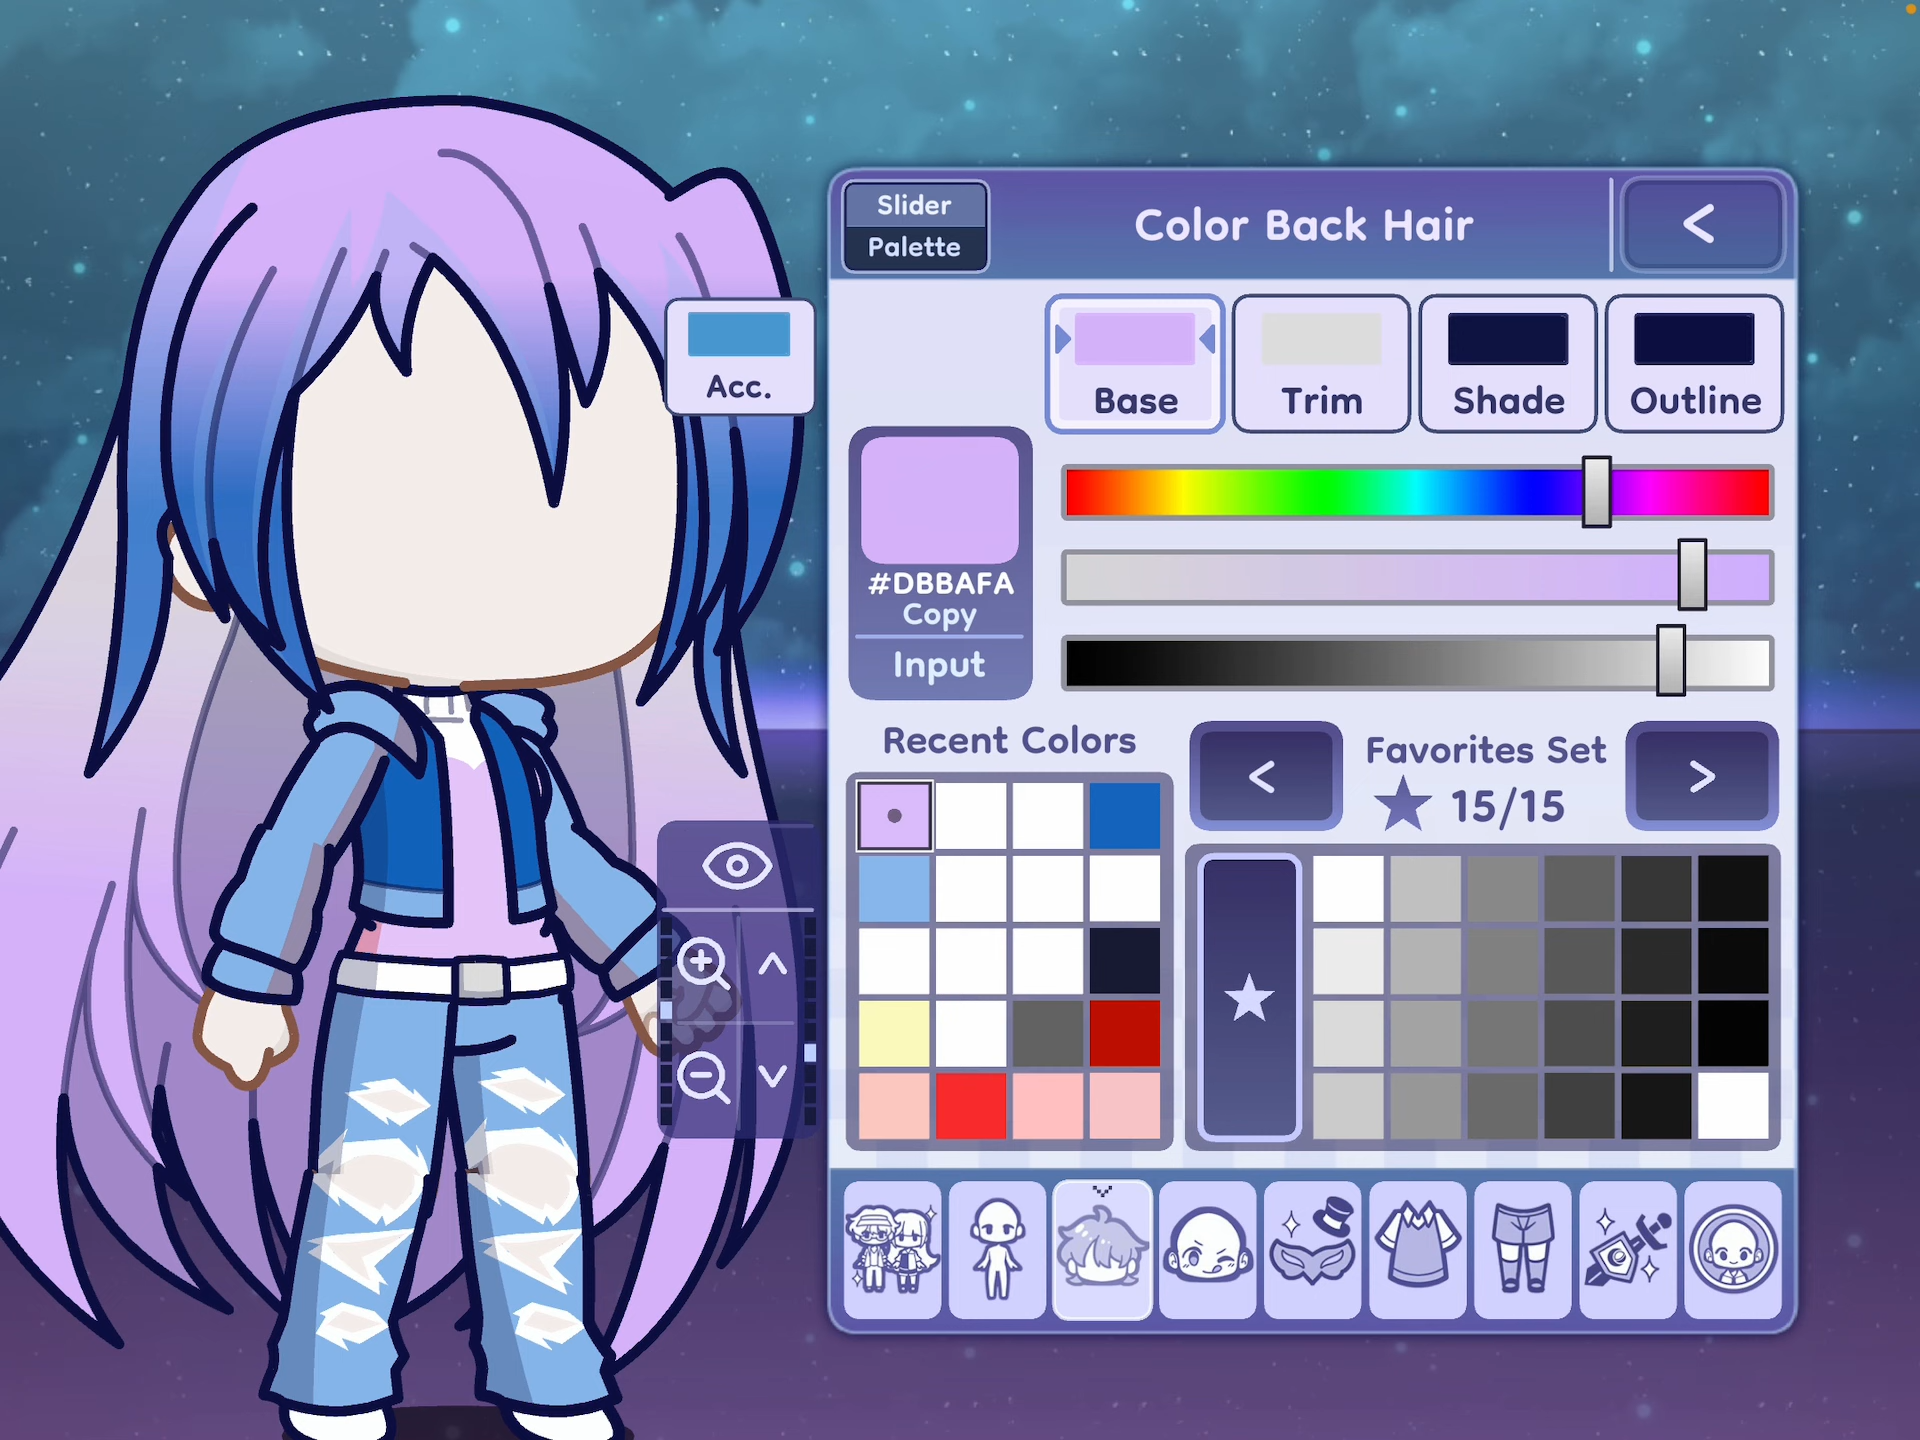 Slider
Palette
Color Back Hair
<
Acc.
Base
Trim
Shade
Outline
#DBBAFA
Copy
Input
Recent Colors
<
Favorites Set
15/15
>